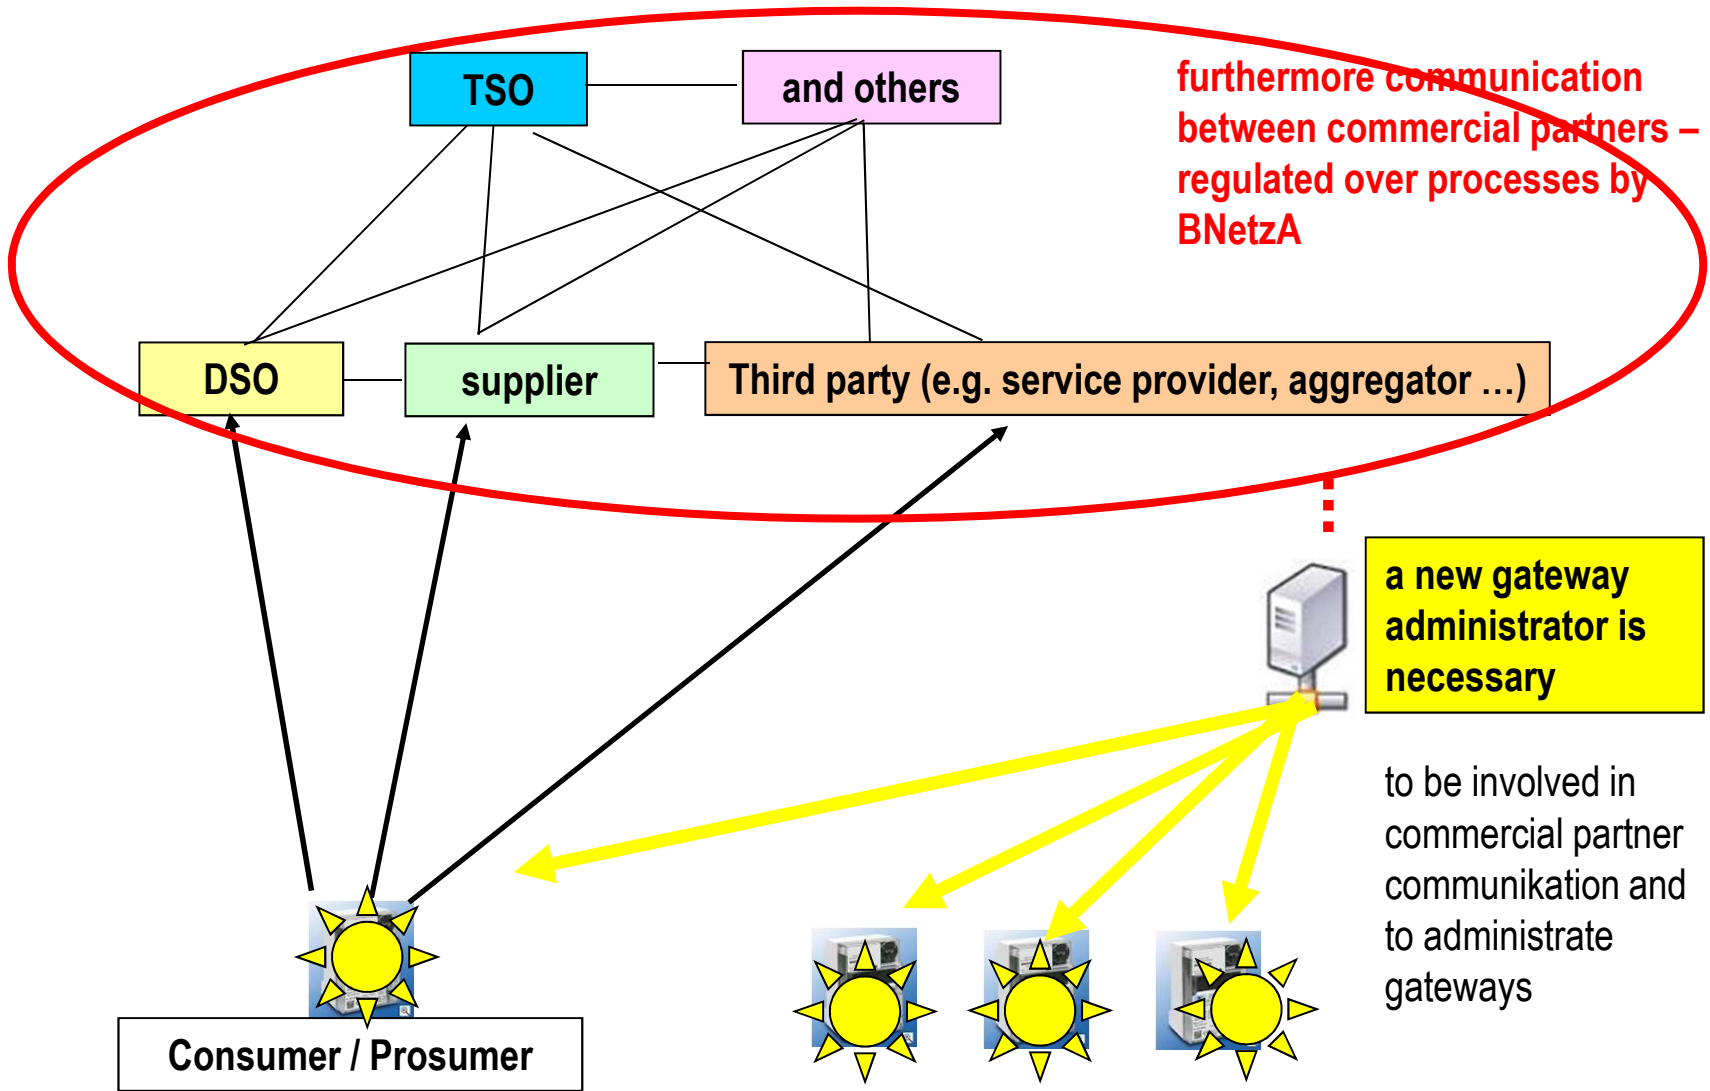 TSO
and others
furthermore communication
between commercial partners –
regulated over processes by
BNetzA
DSO
supplier
Third party (e.g. service provider, aggregator …)
a new gateway
administrator is
necessary
to be involved in
commercial partner
communikation and
to administrate
gateways
Consumer / Prosumer